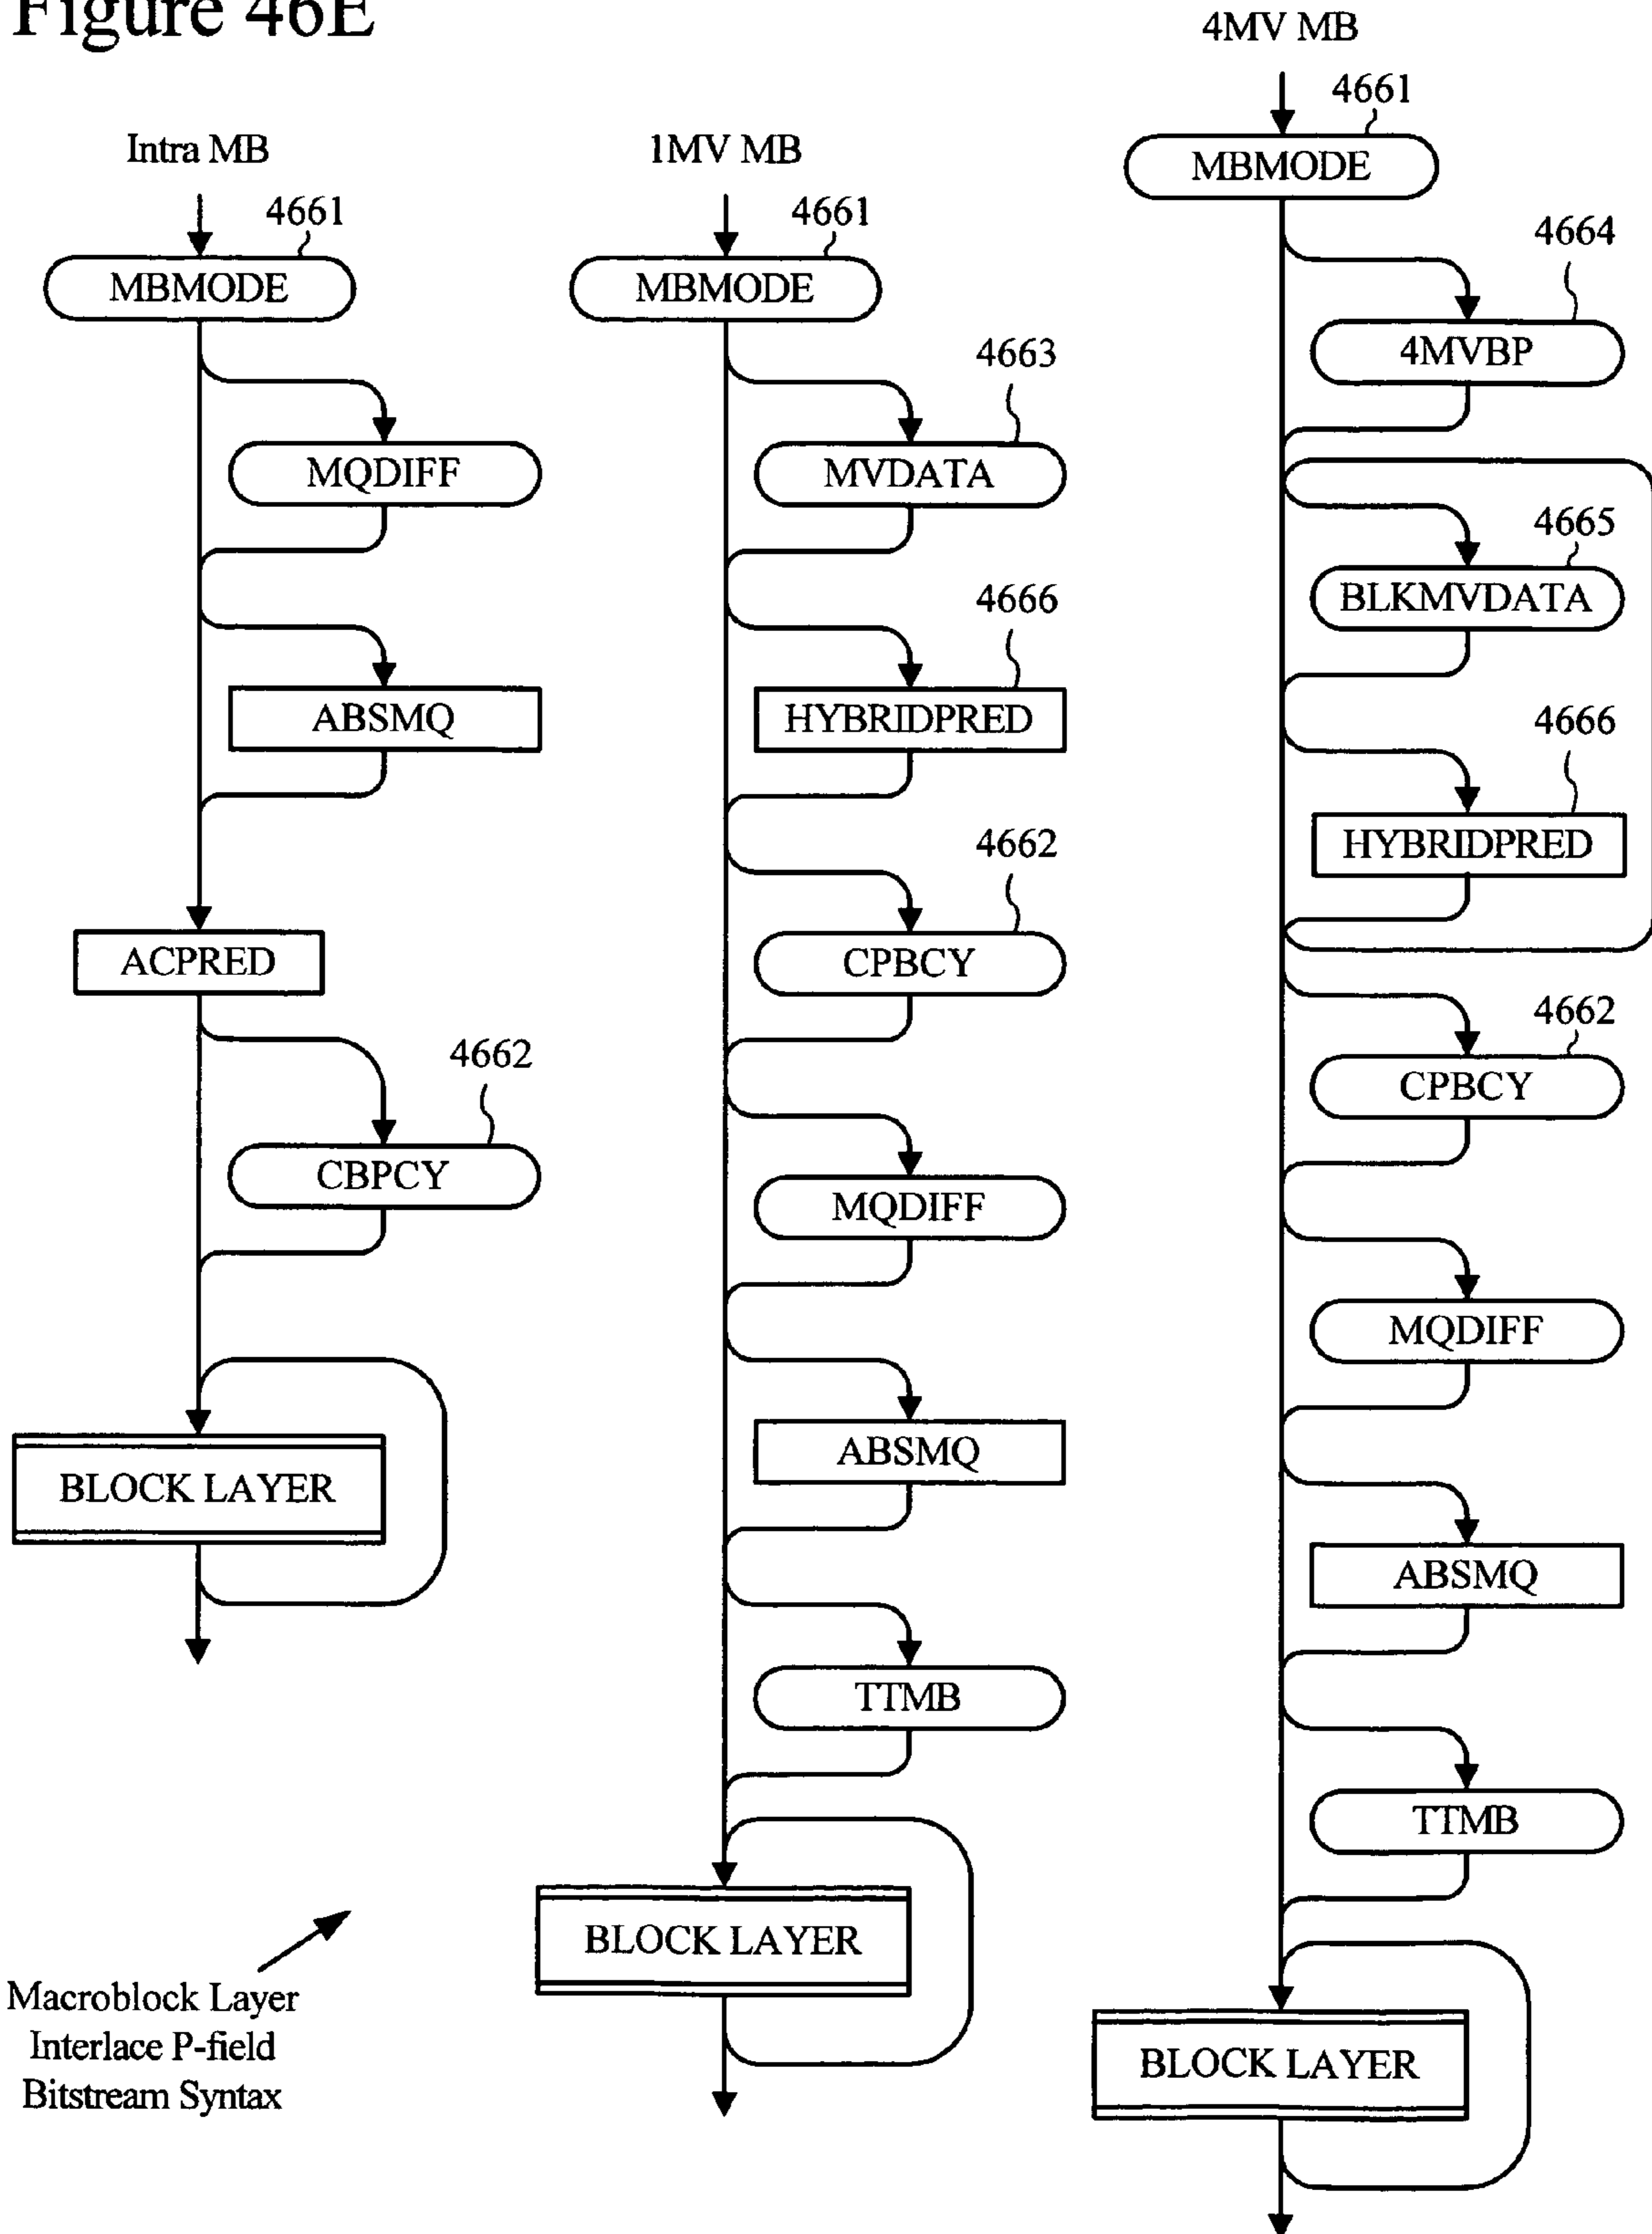 Figure 46E
Intra MB
4661
MBMODE
MQDIFF
ABSMQ
ACPRED
4662
CBPCY
BLOCK LAYER
Macroblock Layer
Interlace P-field
Bitstream Syntax
1MV MB
4661
MBMODE
4663
MVDATA
4666
HYBRIDPRED
4662
CPBCY
MQDIFF
ABSMQ
TTMB
BLOCK LAYER
4MV MB
4661
MBMODE
4664
4MVBP
4665
BLKMVDATA
4666
HYBRIDPRED
4662
CPBCY
MQDIFF
ABSMQ
TTMB
BLOCK LAYER